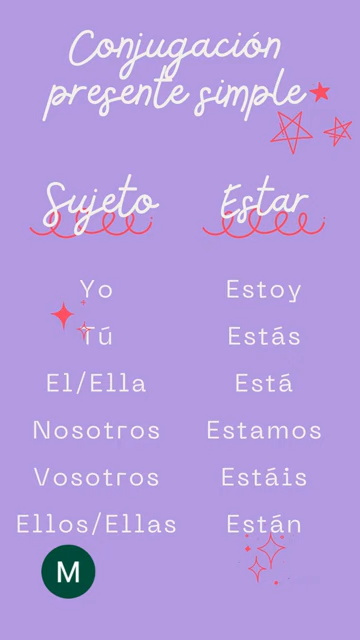 Conjugación
presente simple
Sujeto Estar
Yo Estoy
Tú Estás
El/Ella Está
Nosotros Estamos
Vosotros Estáis
Ellos/Ellas Están
M